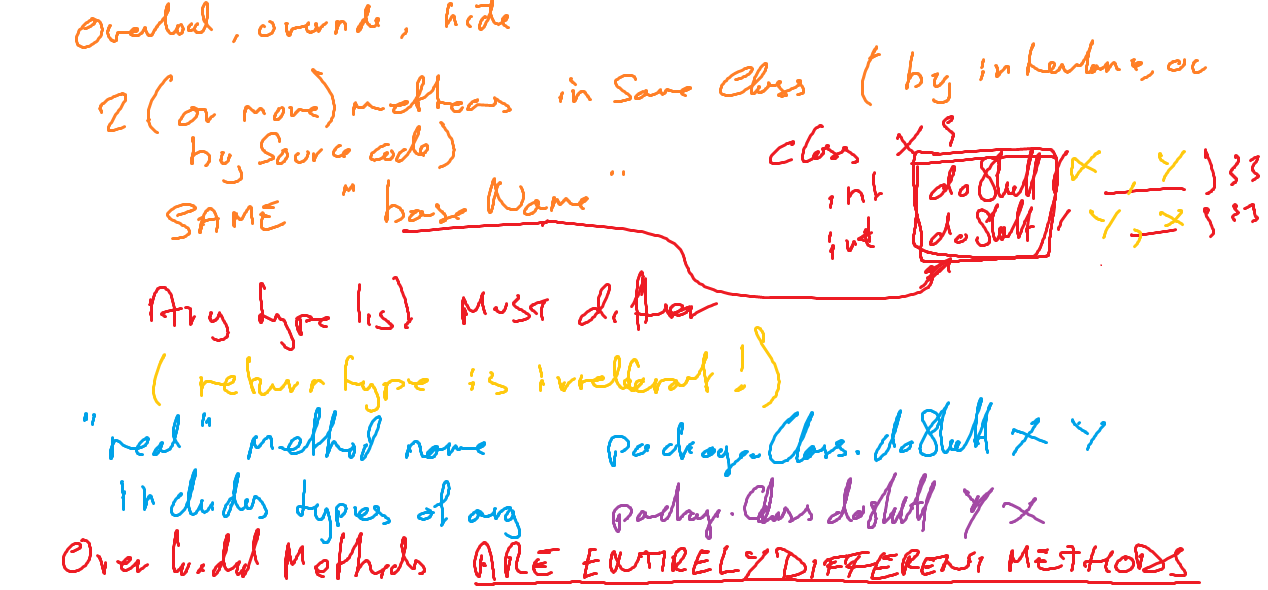 Overload, override, hide
2 (or more) methods in Same Class (by inheritance, or
by Source code)
SAME "base Name"
class X {
int doStuff ( X , Y ) { }
int doStuff ( Y , X ) { }
Arg type list MUST differ
(return type is irrelevant!)
"real" method name package.Class.doStuff X Y
Includes types of arg package.Class doStuff Y X
Overloaded Methods ARE ENTIRELY DIFFERENT METHODS